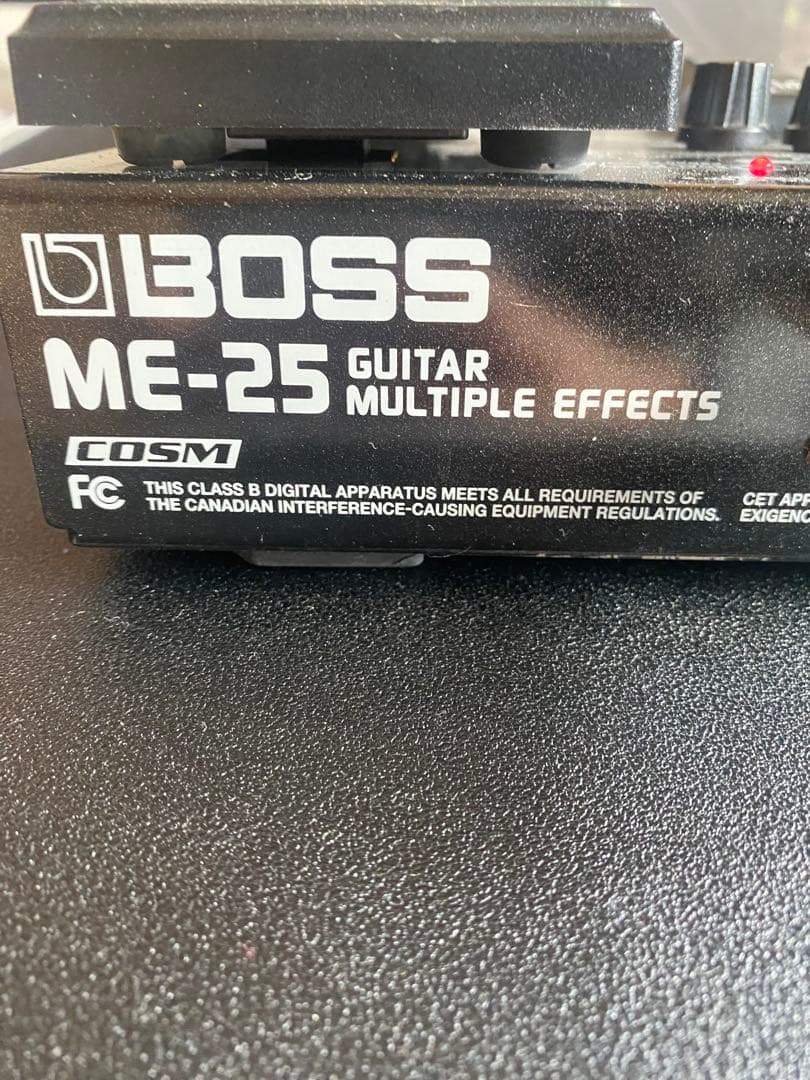 BOSS
ME-25 GUITAR
MULTIPLE EFFECTS
COSM
FC THIS CLASS B DIGITAL APPARATUS MEETS ALL REQUIREMENTS OF
THE CANADIAN INTERFERENCE-CAUSING EQUIPMENT REGULATIONS.
CET